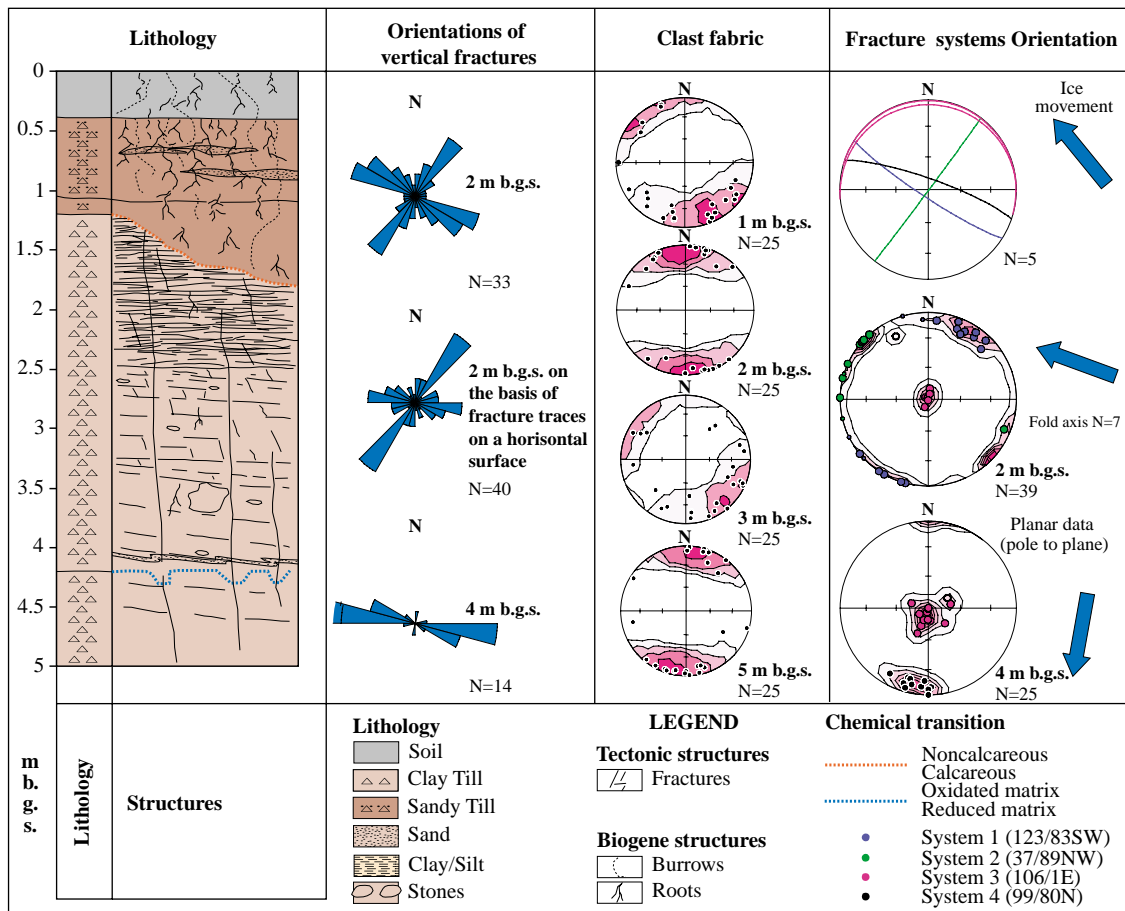 Lithology
Orientations of
vertical fractures
Clast fabric
Fracture systems Orientation
0
0.5
1
1.5
2
2.5
3
3.5
4
4.5
5
N
2 m b.g.s.
N=33
N
2 m b.g.s. on
the basis of
fracture traces
on a horisontal
surface
N=40
N
4 m b.g.s.
N=14
N
1 m b.g.s.
N=25
2 m b.g.s.
N=25
3 m b.g.s.
N=25
5 m b.g.s.
N=25
N
Ice
movement
N=5
N
Fold axis N=7
2 m b.g.s.
N=39
Planar data
(pole to plane)
N
4 m b.g.s.
N=25
m
b.
g.
s.
Lithology
Structures
LEGEND
Lithology
Soil
Clay Till
Sandy Till
Sand
Clay/Silt
Stones
Tectonic structures
Fractures
Biogene structures
Burrows
Roots
Chemical transition
Noncalcareous
Calcareous
Oxidated matrix
Reduced matrix
System 1 (123/83SW)
System 2 (37/89NW)
System 3 (106/1E)
System 4 (99/80N)